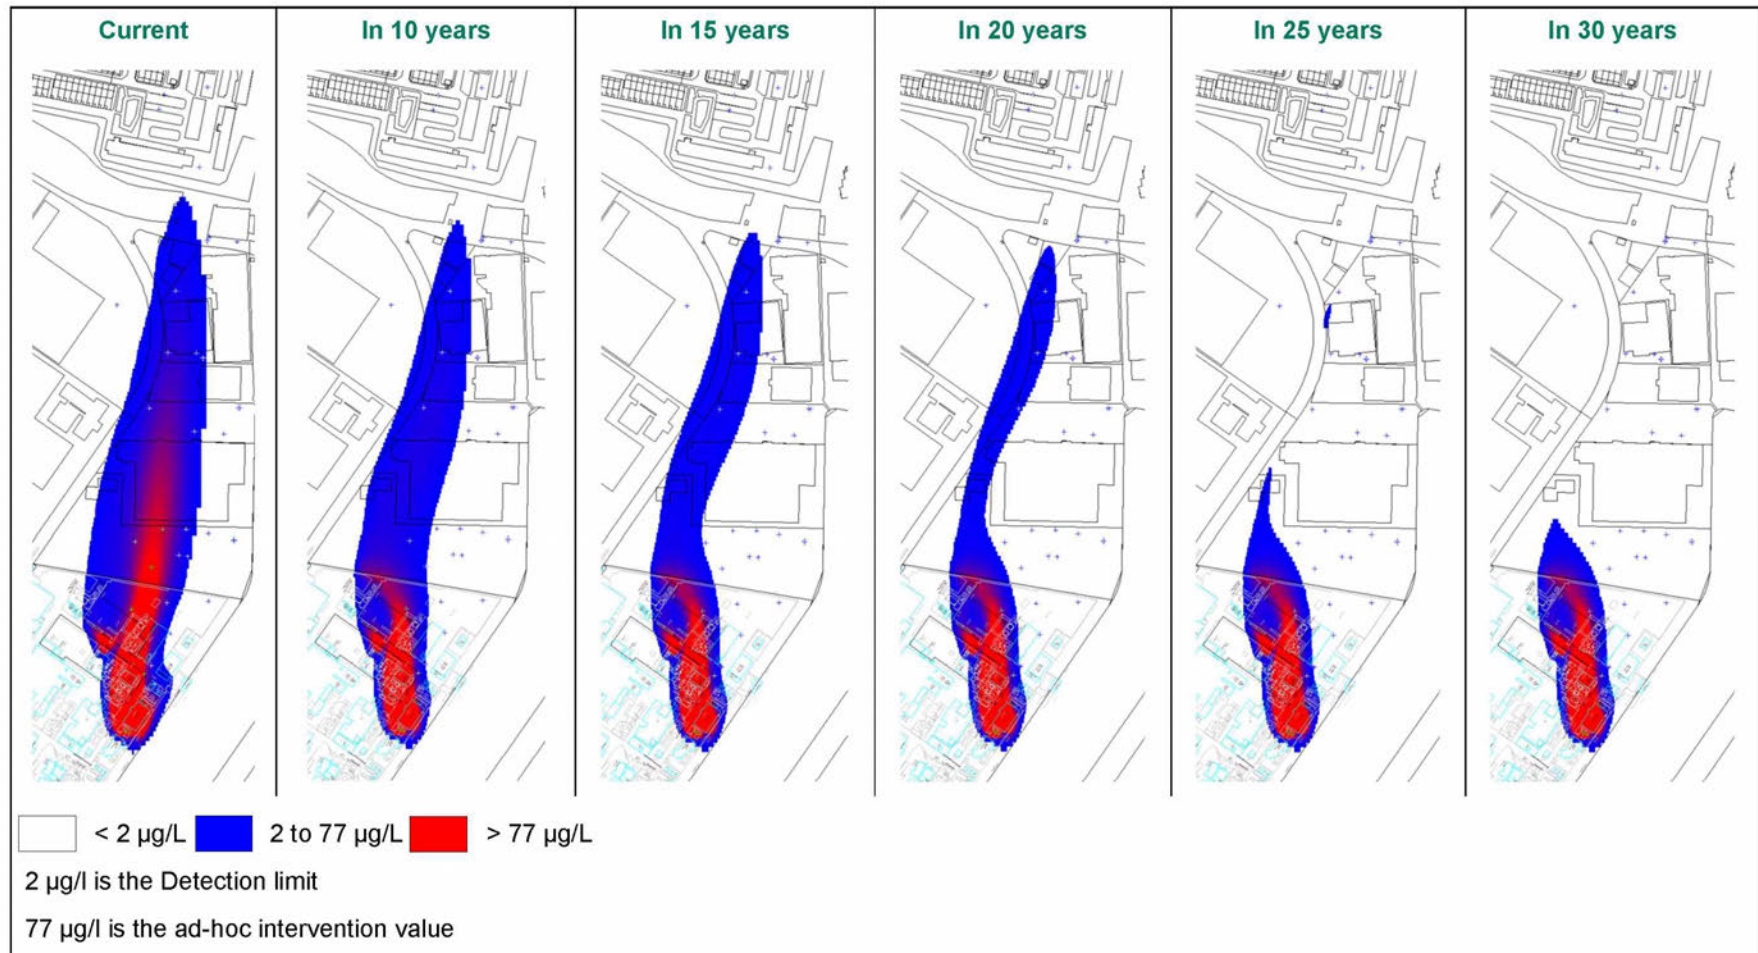 Current In 10 years In 15 years In 20 years In 25 years In 30 years
< 2 µg/L 2 to 77 µg/L > 77 µg/L
2 µg/l is the Detection limit
77 µg/l is the ad-hoc intervention value